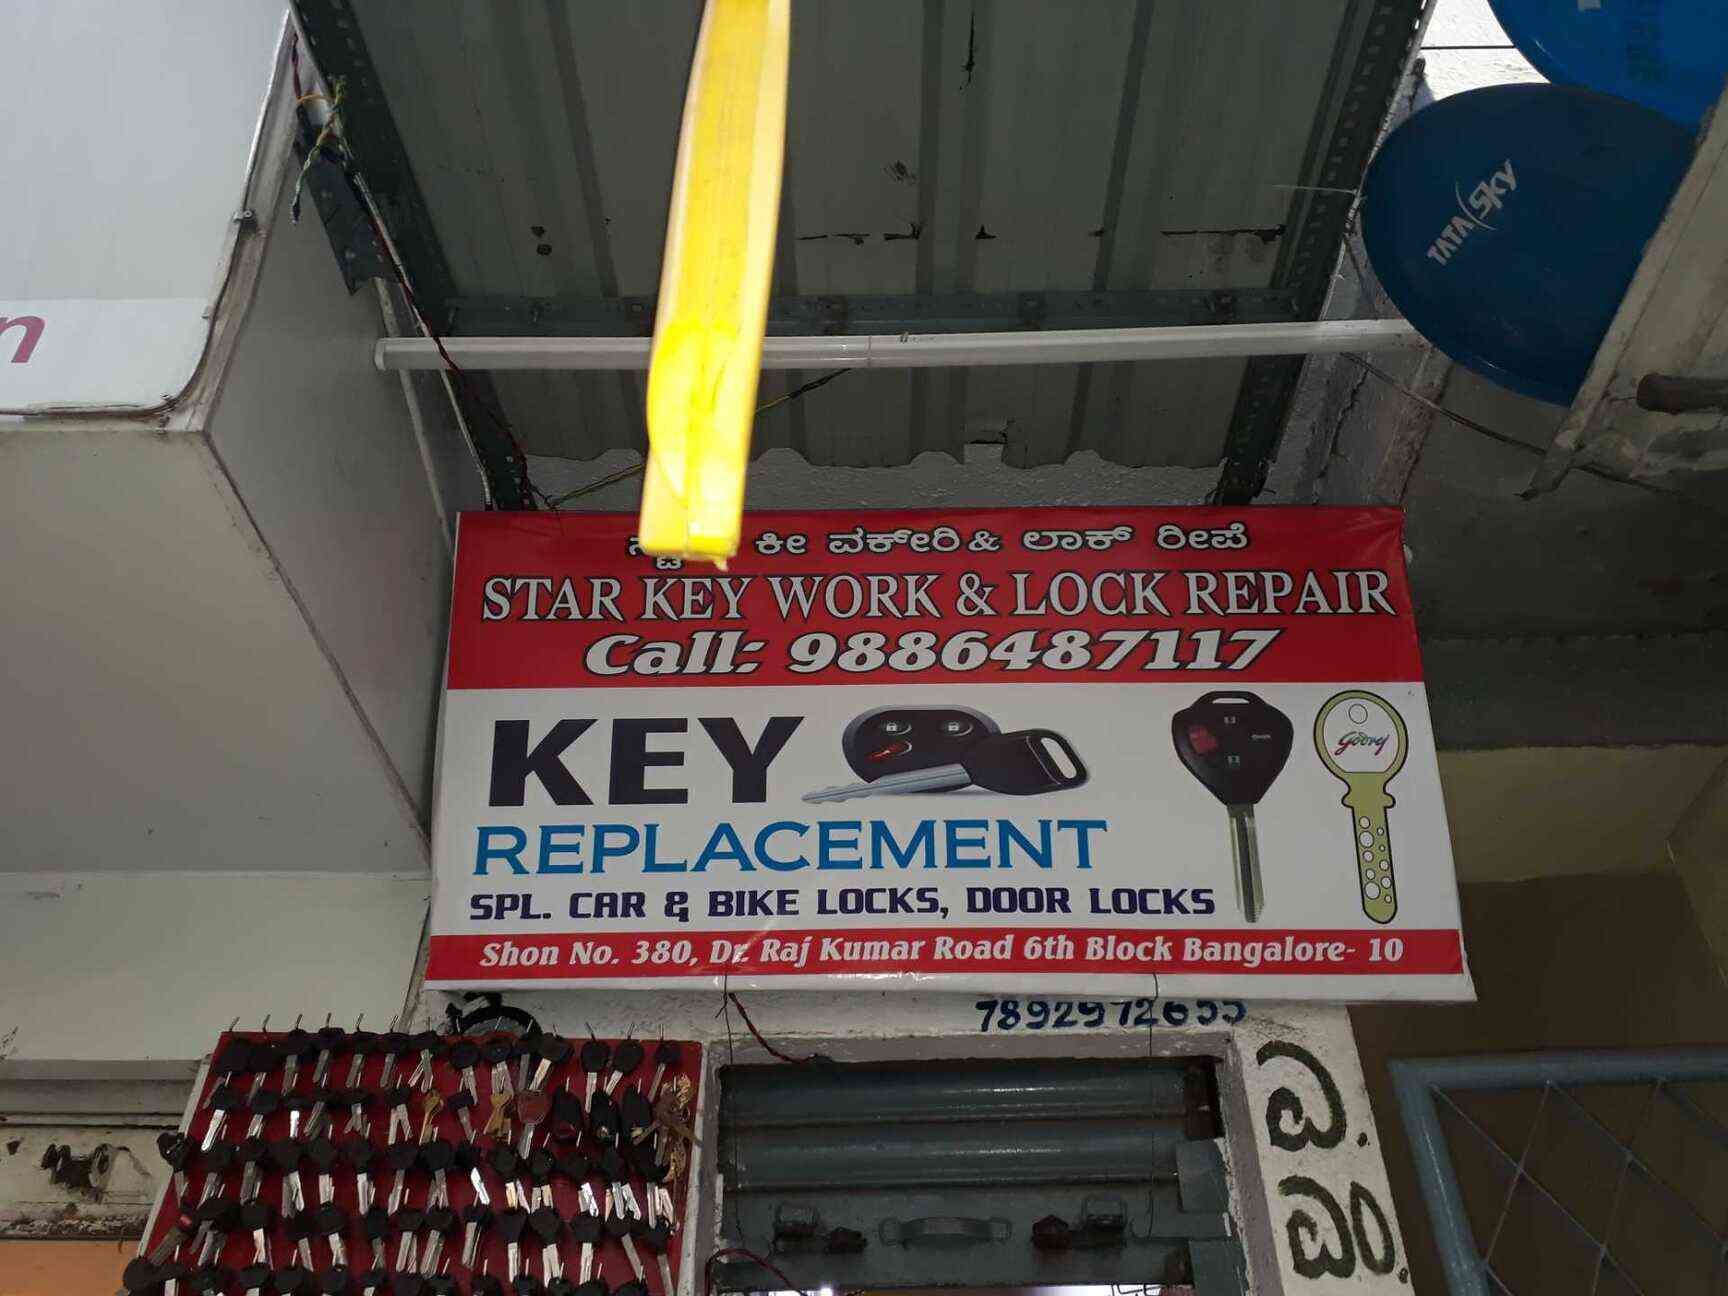 n
TATA Sky
ಕೀ ವರ್ಕ್ಕೇರಿ & ಲಾಕ್ ರೀಪೆ
STAR KEY WORK & LOCK REPAIR
Call: 9886487117
KEY
REPLACEMENT
SPL. CAR & BIKE LOCKS, DOOR LOCKS
Godrej
Shon No. 380, Dr. Raj Kumar Road 6th Block Bangalore- 10